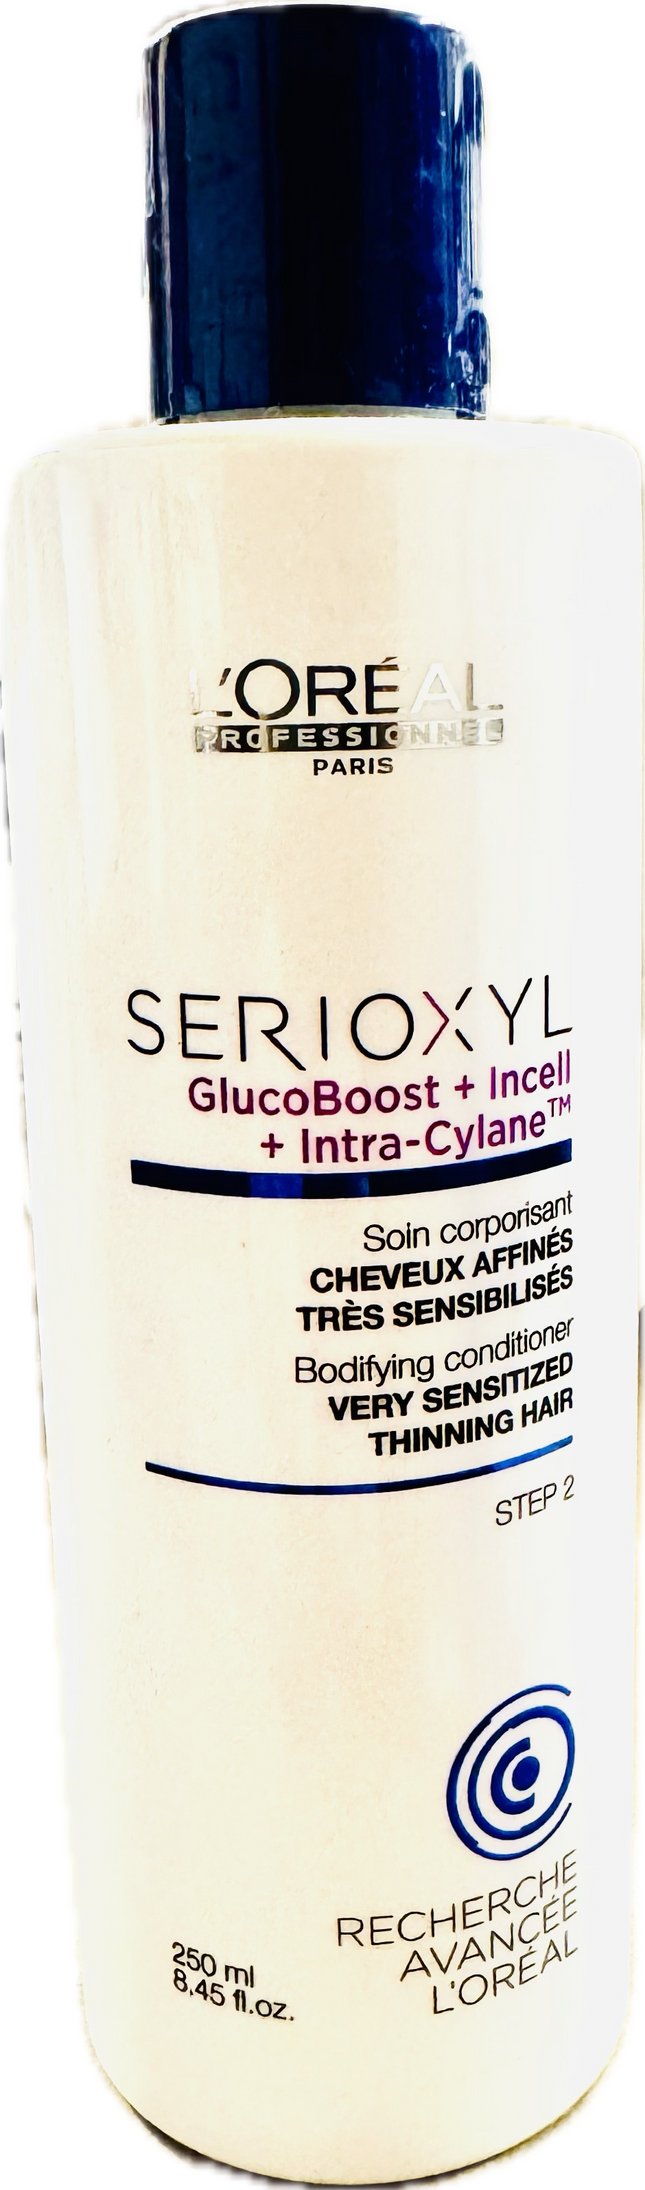 L'ORÉAL
PROFESSIONNEL
PARIS
SERIOXYL
GlucoBoost + Incell
+ Intra-Cylane™
Soin corporisant
CHEVEUX AFFINÉS
TRÈS SENSIBILISÉS
Bodifying conditioner
VERY SENSITIZED
THINNING HAIR
STEP 2
RECHERCHE
AVANCÉE
L'ORÉAL
250 ml
8.45 fl.oz.